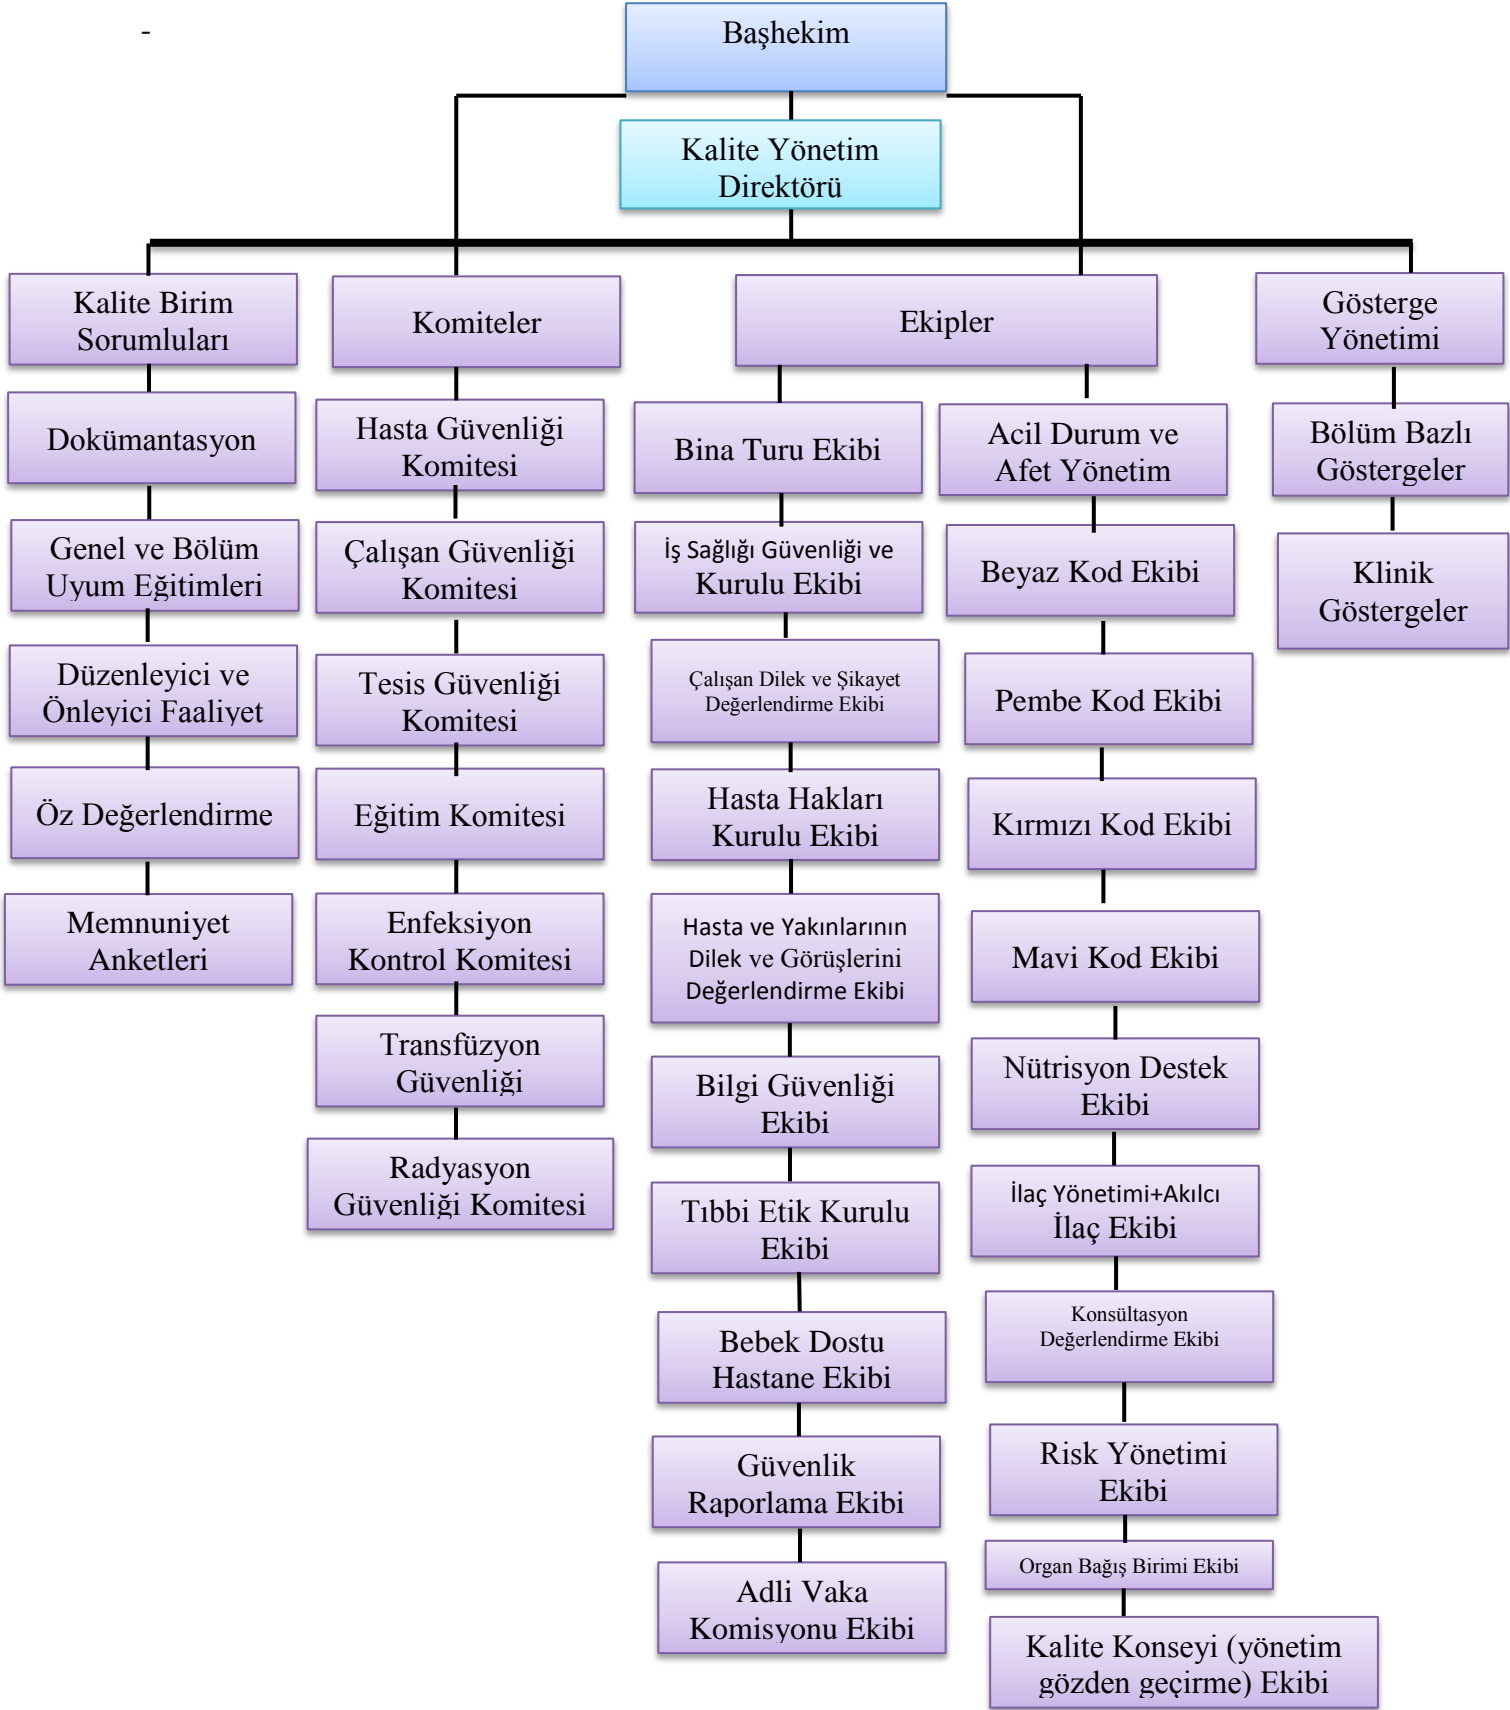 -
Başhekim
Kalite Yönetim
Direktörü
Kalite Birim
Sorumluları
Dokümantasyon
Genel ve Bölüm
Uyum Eğitimleri
Düzenleyici ve
Önleyici Faaliyet
Öz Değerlendirme
Memnuniyet
Anketleri
Komiteler
Hasta Güvenliği
Komitesi
Çalışan Güvenliği
Komitesi
Tesis Güvenliği
Komitesi
Eğitim Komitesi
Enfeksiyon
Kontrol Komitesi
Transfüzyon
Güvenliği
Radyasyon
Güvenliği Komitesi
Ekipler
Bina Turu Ekibi
İş Sağlığı Güvenliği ve
Kurulu Ekibi
Çalışan Dilek ve Şikayet
Değerlendirme Ekibi
Hasta Hakları
Kurulu Ekibi
Hasta ve Yakınlarının
Dilek ve Görüşlerini
Değerlendirme Ekibi
Bilgi Güvenliği
Ekibi
Tıbbi Etik Kurulu
Ekibi
Bebek Dostu
Hastane Ekibi
Güvenlik
Raporlama Ekibi
Adli Vaka
Komisyonu Ekibi
Acil Durum ve
Afet Yönetim
Beyaz Kod Ekibi
Pembe Kod Ekibi
Kırmızı Kod Ekibi
Mavi Kod Ekibi
Nütrisyon Destek
Ekibi
İlaç Yönetimi+Akılcı
İlaç Ekibi
Konsültasyon
Değerlendirme Ekibi
Risk Yönetimi
Ekibi
Organ Bağış Birimi Ekibi
Kalite Konseyi (yönetim
gözden geçirme) Ekibi
Gösterge
Yönetimi
Bölüm Bazlı
Göstergeler
Klinik
Göstergeler